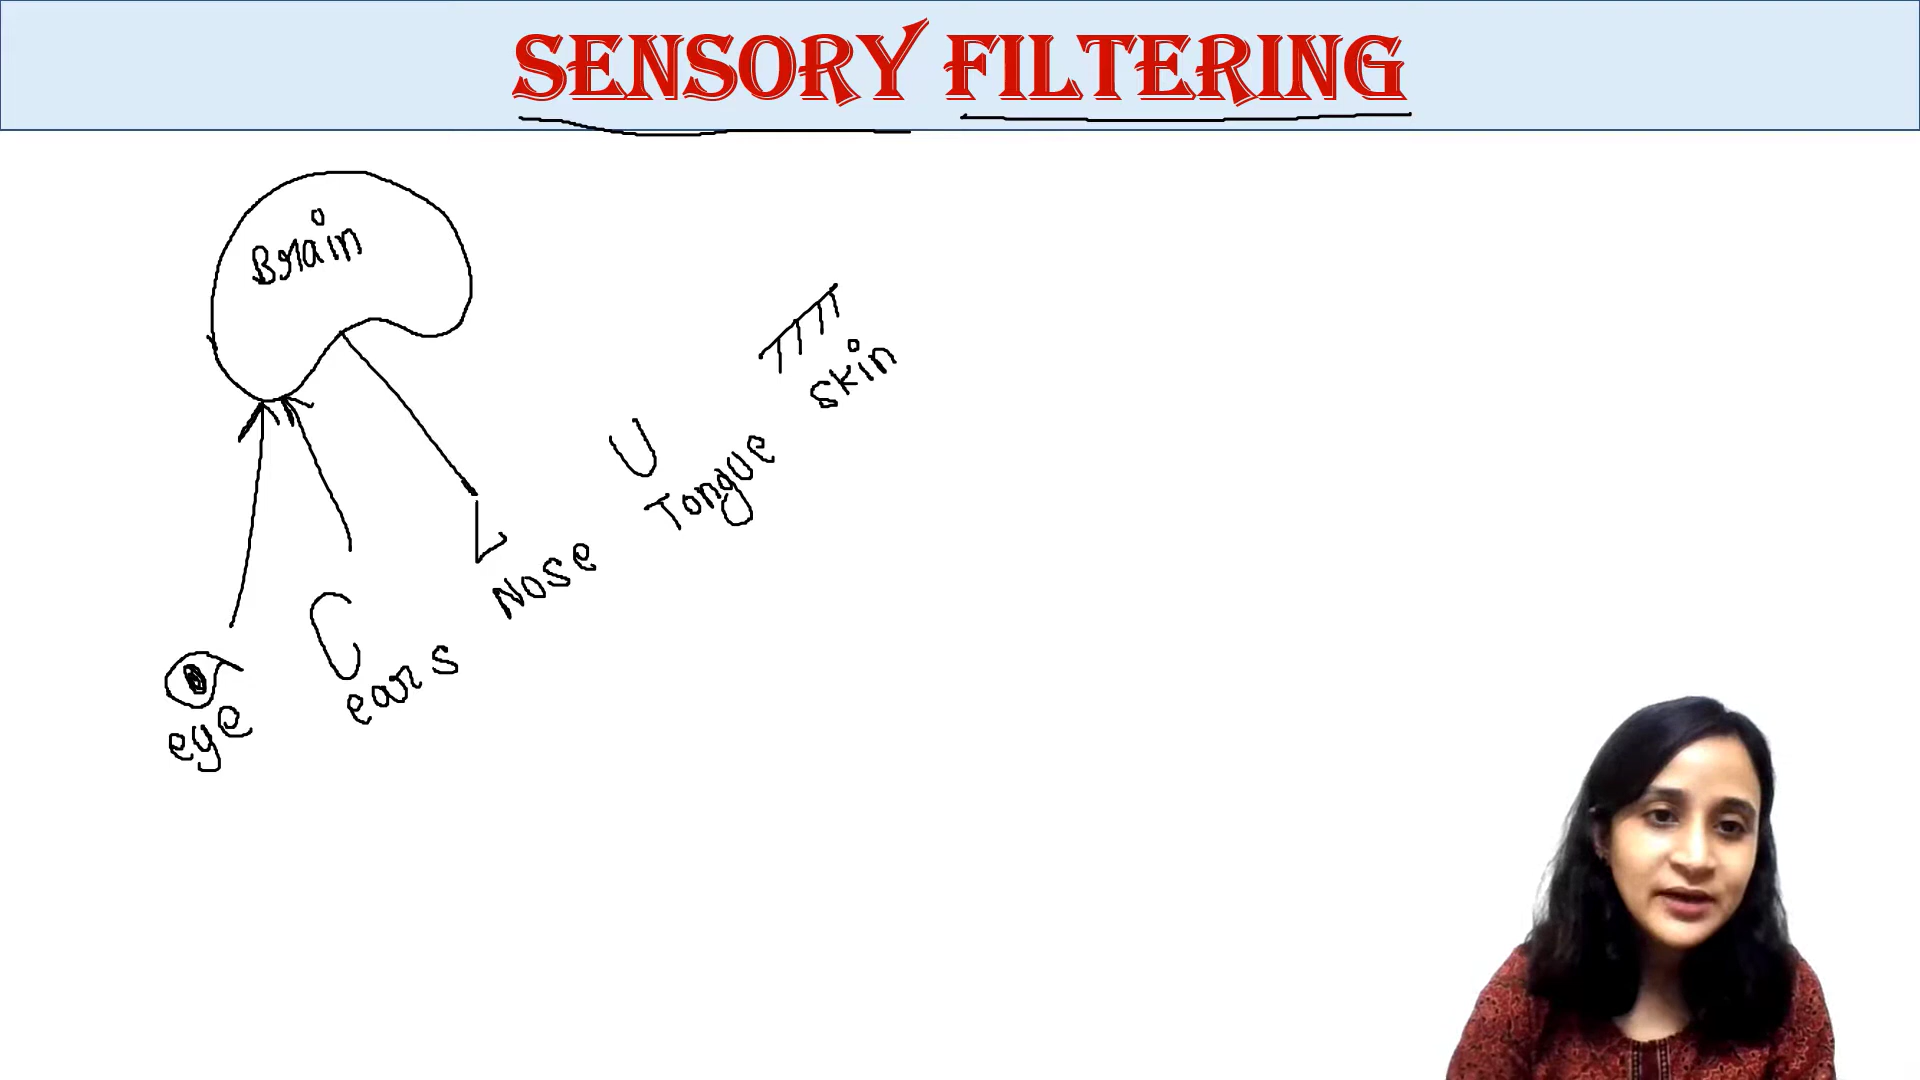 SENSORY FILTERING
Brain
skin
Tongue
Nose
ears
eye